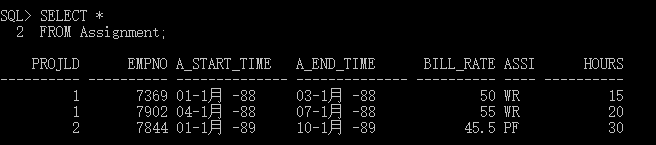 SQL> SELECT *
2 FROM Assignment;
PROJLD EMPNO A_START_TIME A_END_TIME BILL_RATE ASSI HOURS
---------- ---------- -------------- -------------- ---------- ---- ----------
1 7369 01-1月 -88 03-1月 -88 50 WR 15
1 7902 04-1月 -88 07-1月 -88 55 WR 20
2 7844 01-1月 -89 10-1月 -89 45.5 PF 30